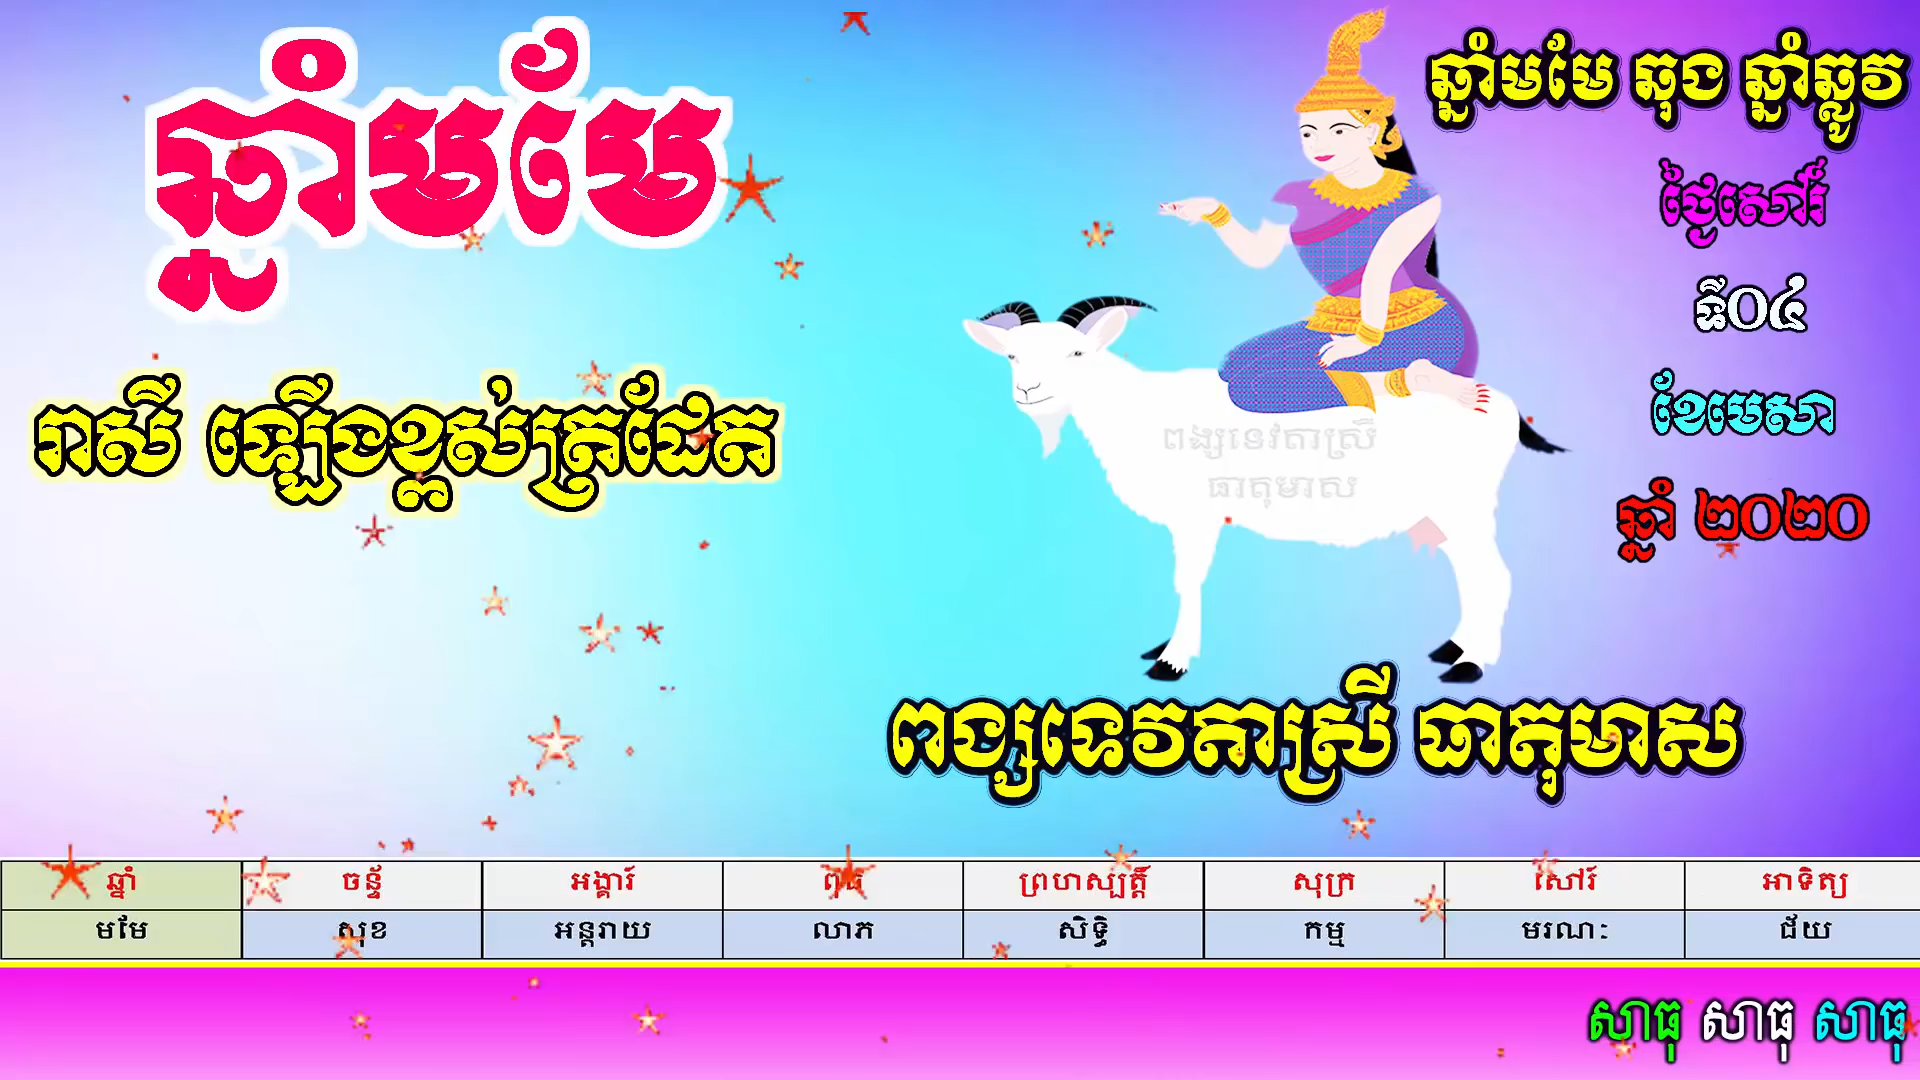 ឆ្នាំមមែ
រាសី ឡើងខ្ពស់ត្រដែត
ឆ្នាំមមែ ឆុង ឆ្នាំឆ្លូវ
ថ្ងៃសៅរ៍
ទី០៤
ខែមេសា
ឆ្នាំ ២០២០
ពង្សទេវតាស្រី
ធាតុមាស
ពង្សទេវតាស្រី ធាតុមាស
ឆ្នាំ ចន្ទ័ អង្គារ៍ ពុធ ព្រហស្បត្តិ៍ សុក្រ សៅរ៍ អាទិត្យ
មមែ សុខ អន្តរាយ លាភ សិទ្ធិ កម្ម មរណៈ ជ័យ
សាធុ សាធុ សាធុ